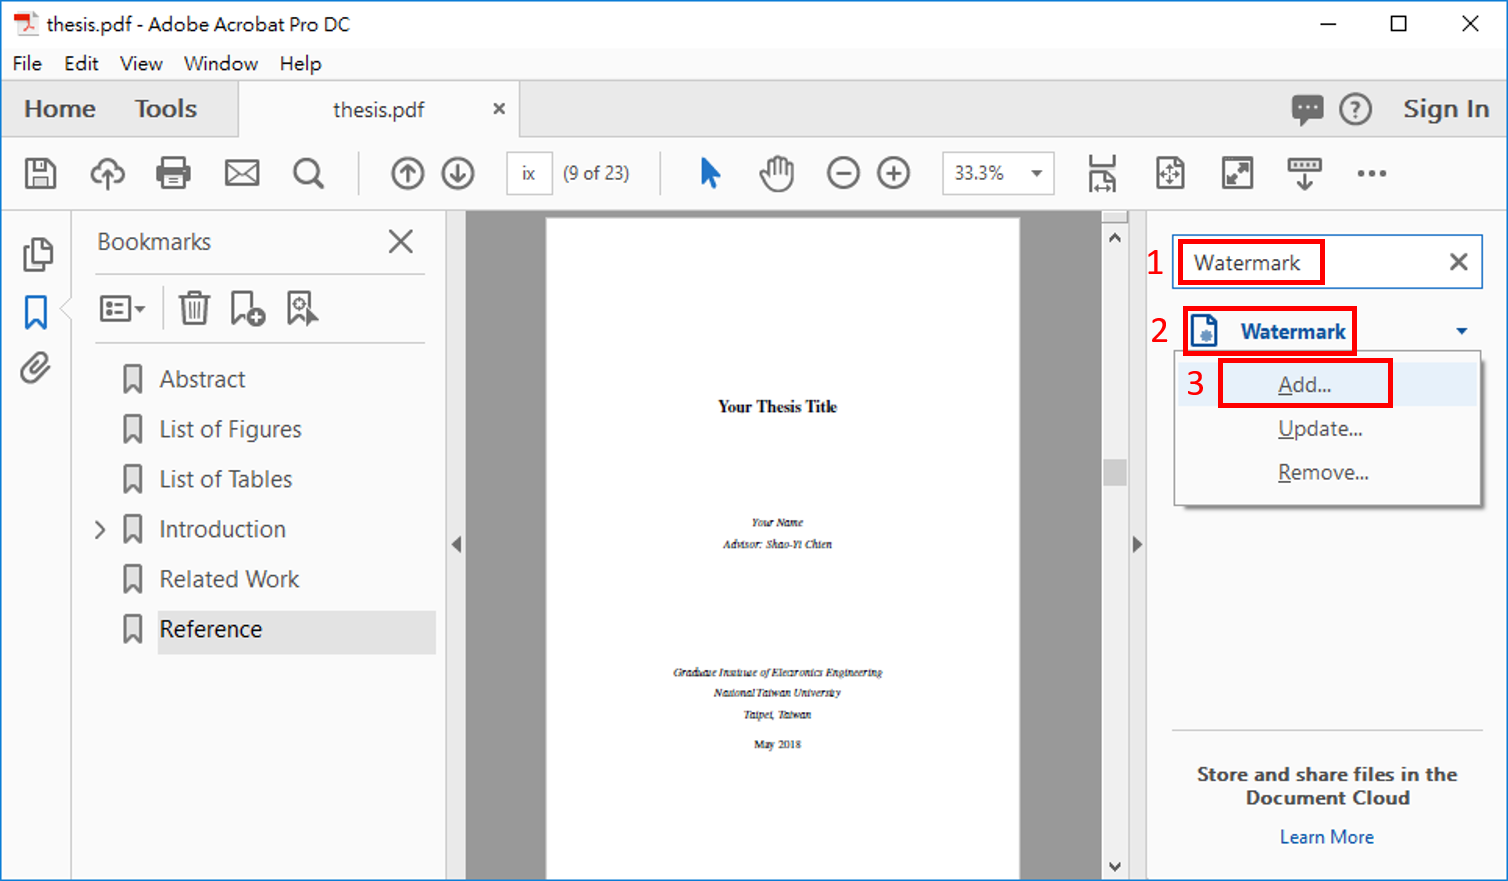 thesis.pdf - Adobe Acrobat Pro DC
File Edit View Window Help
Home Tools thesis.pdf Sign In
ix (9 of 23) 33.3%
Bookmarks
Abstract
List of Figures
List of Tables
Introduction
Related Work
Reference
Your Thesis Title
Your Name
Advisor: Shao-Yi Chien
Graduate Institute of Electronics Engineering
National Taiwan University
Taipei, Taiwan
May 2018
1 Watermark
2 Watermark
3 Add...
Update...
Remove...
Store and share files in the
Document Cloud
Learn More